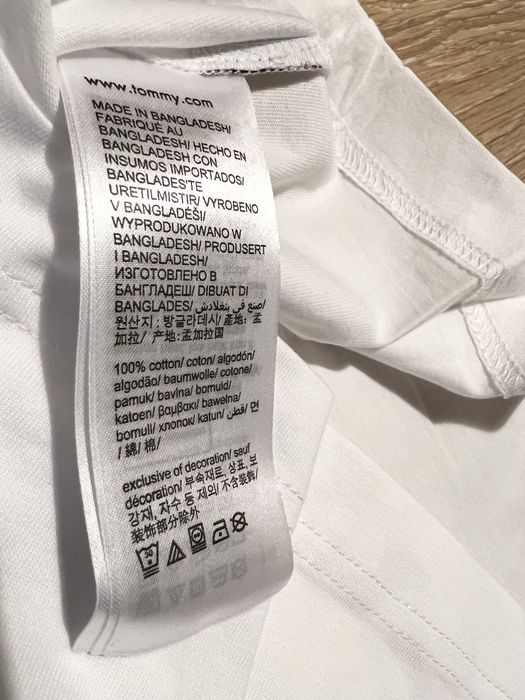 www.tommy.com
MADE IN BANGLADESH/
FABRIQUÉ AU
BANGLADESH/ HECHO EN
BANGLADESH CON
INSUMOS IMPORTADOS/
BANGLADEŞ'TE
ÜRETİLMİŞTİR/ VYROBENO
V BANGLADÉŠI/
WYPRODUKOWANO W
BANGLADESH/ PRODUSERT
I BANGLADESH/
ИЗГОТОВЛЕНО В
БАНГЛАДЕШ/ DIBUAT DI
BANGLADES/ صنع في بنغلادش/
원산지 : 방글라데시/ 產地: 孟
加拉/ 产地:孟加拉国
100% cotton/ coton/ algodón/
algodão/ baumwolle/ cotone/
pamuk/ bavlna/ bomuld/
katoen/ βαμβακι/ bawełna/
bomull/ хлопок/ katun/ قطن/ 면
/ 綿/ 棉/
exclusive of decoration/ sauf
décoration/ 부속재료, 상표, 보
강재, 자수 등 제외/ 不含裝飾/
装饰部分除外
30